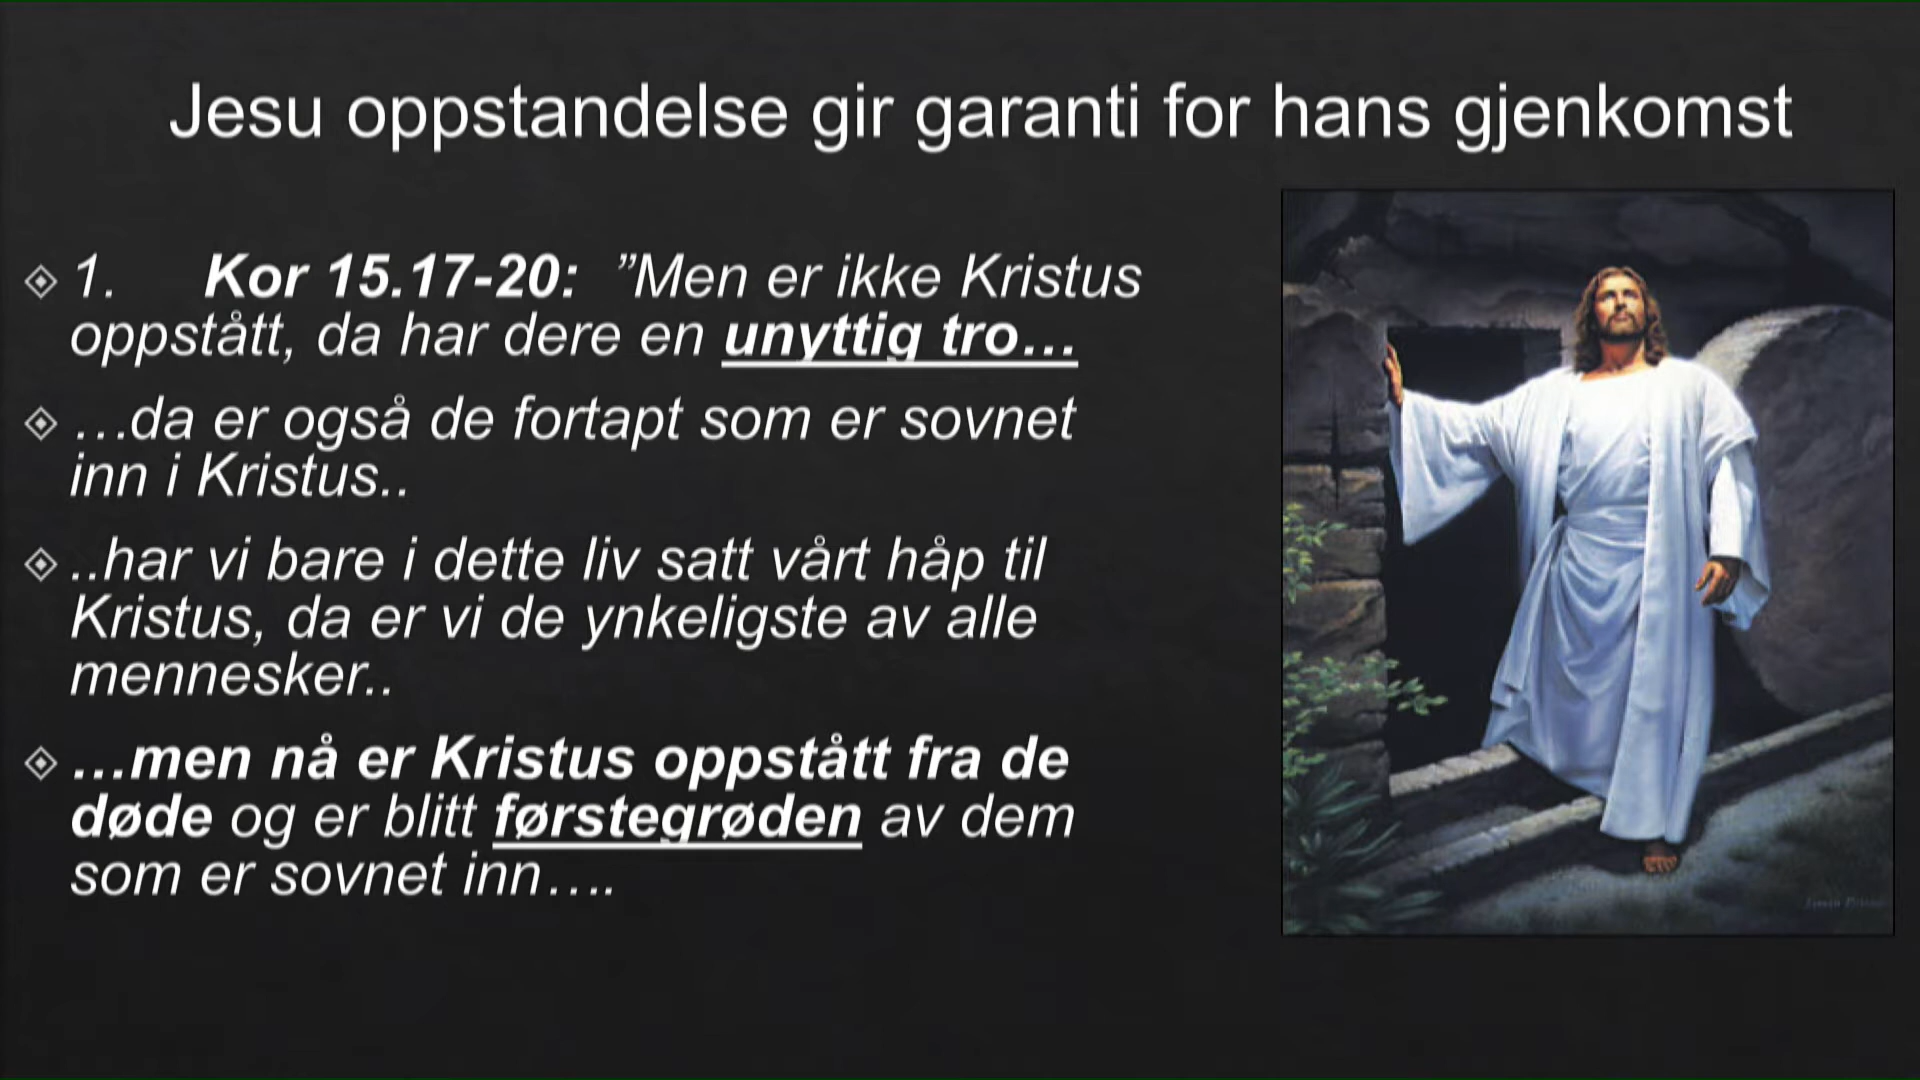 Jesu oppstandelse gir garanti for hans gjenkomst
1. Kor 15.17-20: ”Men er ikke Kristus
oppstått, da har dere en unyttig tro…
…da er også de fortapt som er sovnet
inn i Kristus..
..har vi bare i dette liv satt vårt håp til
Kristus, da er vi de ynkeligste av alle
mennesker..
…men nå er Kristus oppstått fra de
døde og er blitt førstegrøden av dem
som er sovnet inn….